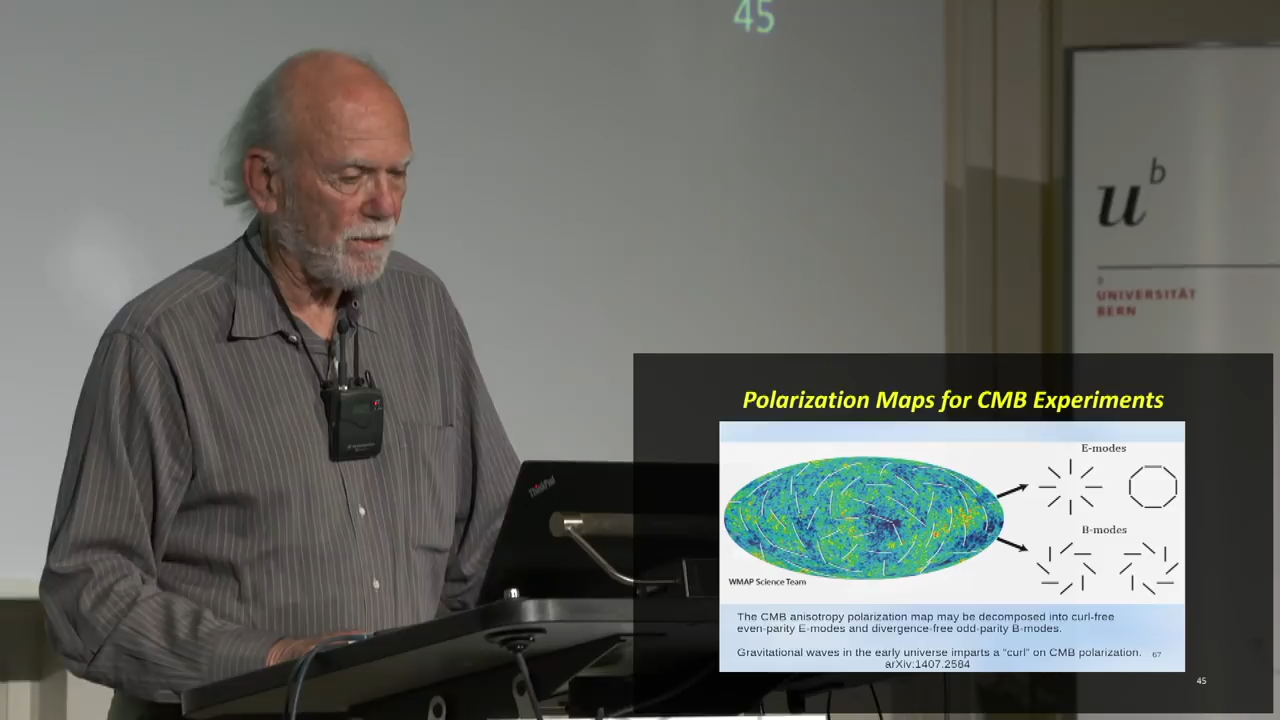 45
u b
b
UNIVERSITÄT
BERN
ThinkPad
Polarization Maps for CMB Experiments
E-modes
B-modes
WMAP Science Team
The CMB anisotropy polarization map may be decomposed into curl-free
even-parity E-modes and divergence-free odd-parity B-modes.
Gravitational waves in the early universe imparts a "curl" on CMB polarization. 67
arXiv:1407.2584
45